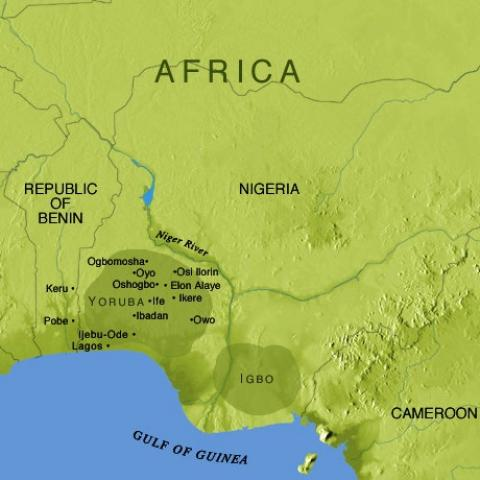 AFRICA
REPUBLIC
OF
BENIN
NIGERIA
Niger River
Ogbomosha
Oyo
Osi Ilorin
Oshogbo
Elon Alaye
Keru
YORUBA
Ife
Ikere
Ibadan
Owo
Pobe
Ijebu-Ode
Lagos
IGBO
CAMEROON
GULF OF GUINEA